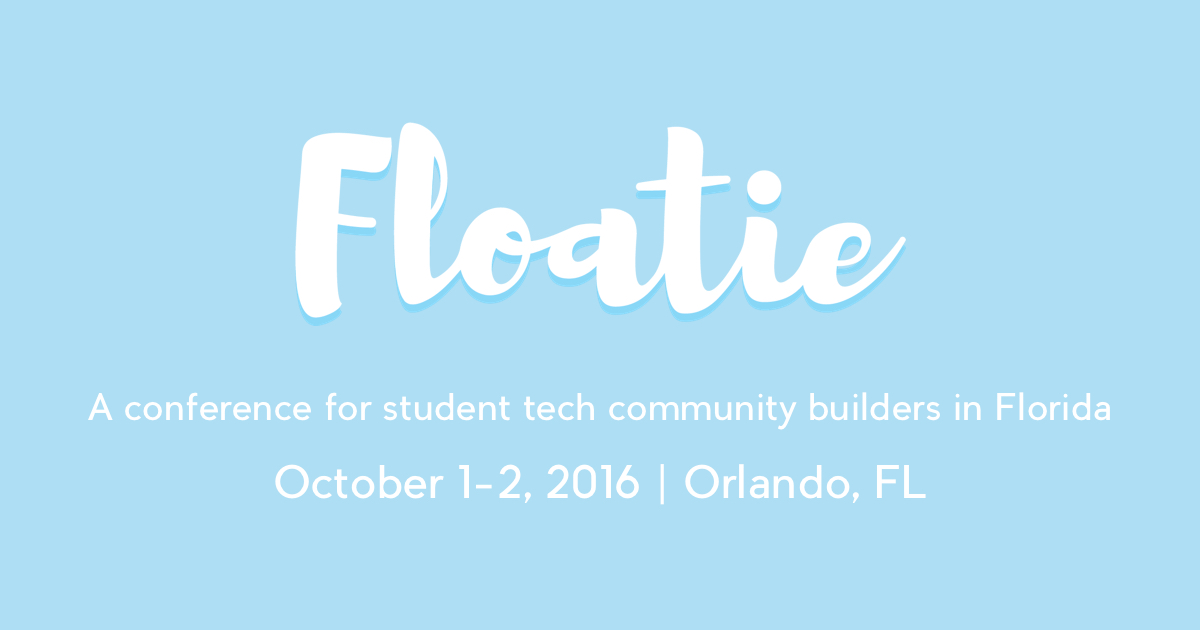 Floatie
A conference for student tech community builders in Florida
October 1-2, 2016 | Orlando, FL